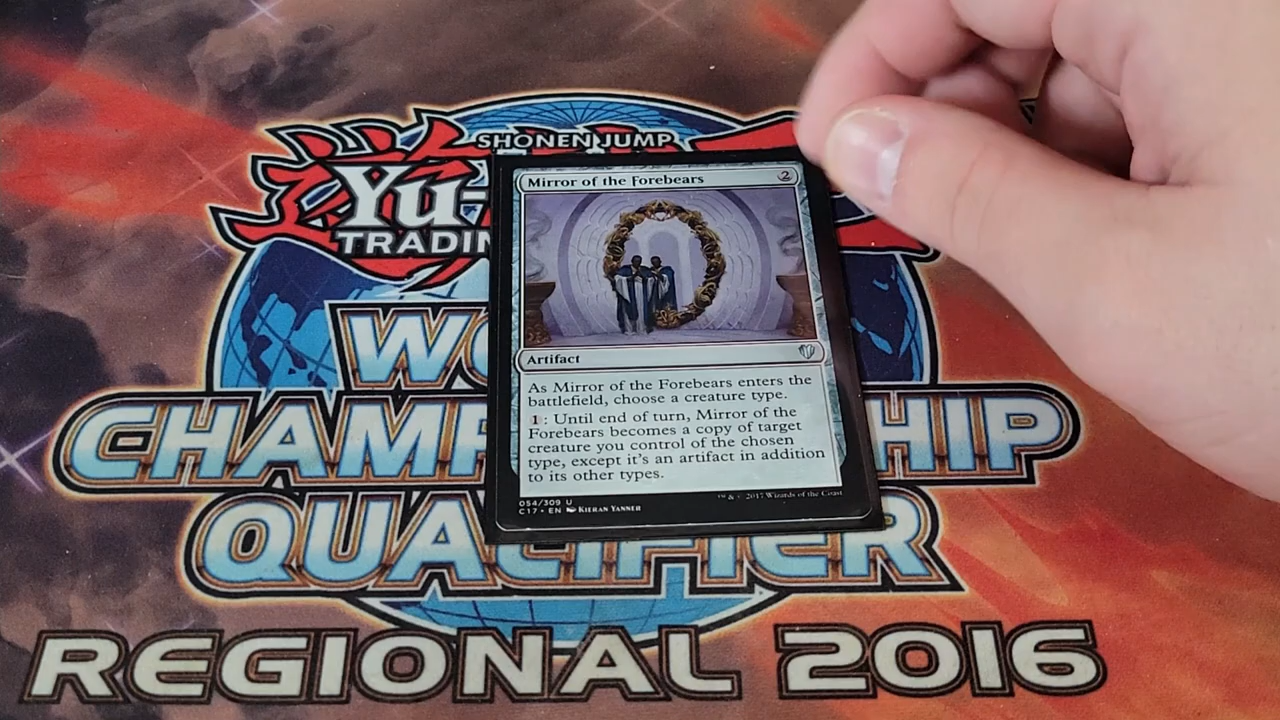 SHONEN JUMP
Yu-
TRADIN
Mirror of the Forebears 2
Artifact
As Mirror of the Forebears enters the
battlefield, choose a creature type.
1: Until end of turn, Mirror of the
Forebears becomes a copy of target
creature you control of the chosen
type, except it's an artifact in addition
to its other types.
054/309 U
C17 • EN KIERAN YANNER
™ & © 2017 Wizards of the Coast
WO
CHAMP SHIP
QUALIFIER
REGIONAL 2016